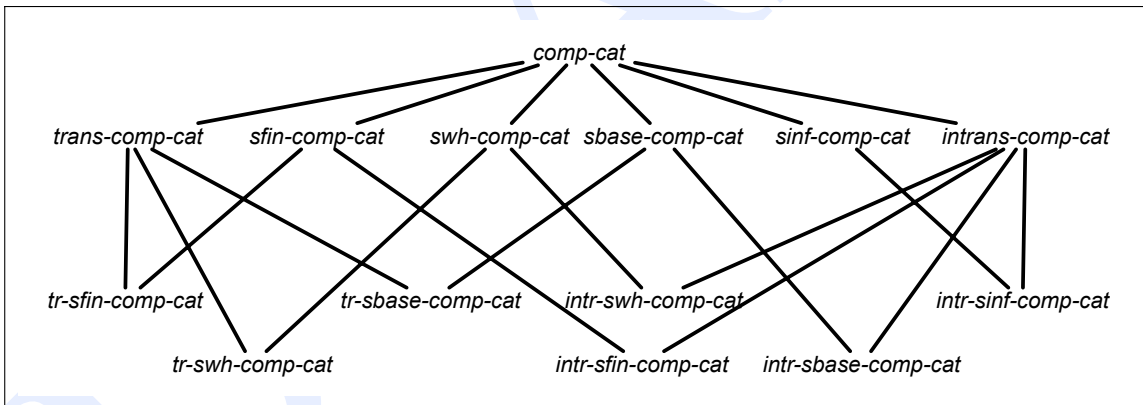 comp-cat
trans-comp-cat sfin-comp-cat swh-comp-cat sbase-comp-cat sinf-comp-cat intrans-comp-cat
tr-sfin-comp-cat tr-sbase-comp-cat intr-swh-comp-cat intr-sinf-comp-cat
tr-swh-comp-cat intr-sfin-comp-cat intr-sbase-comp-cat